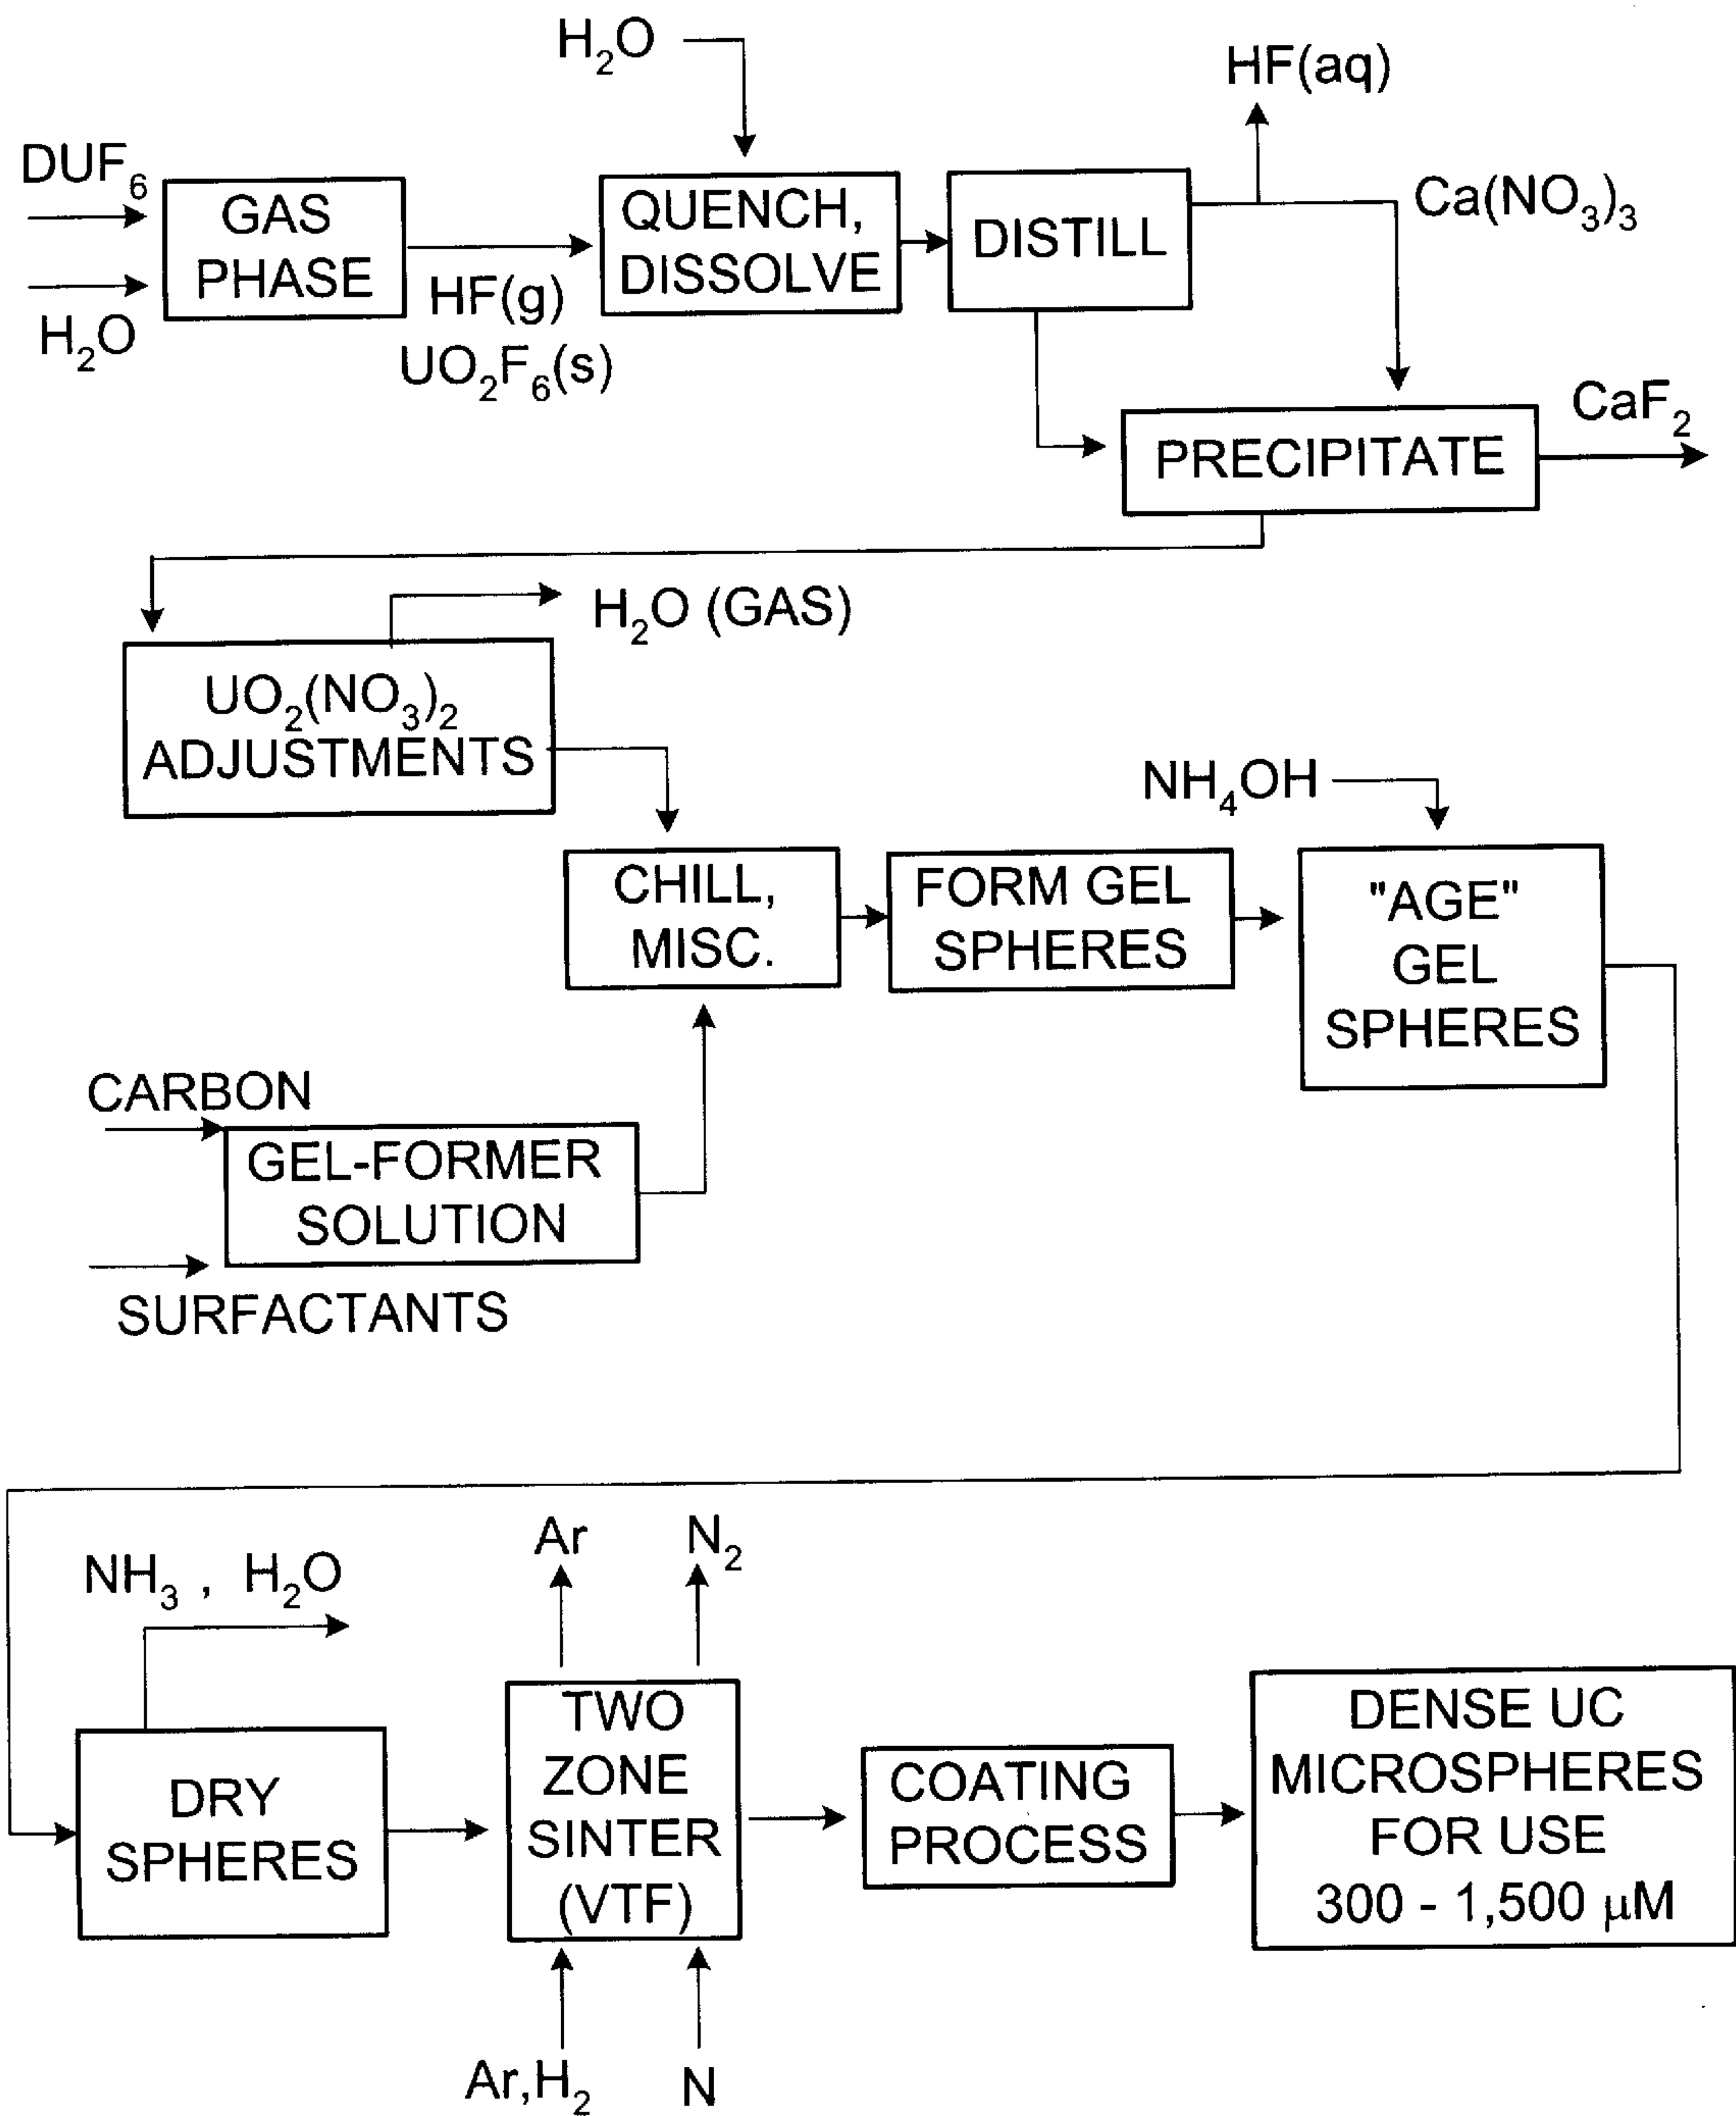 H₂O
HF(aq)
DUF₆
GAS
PHASE
H₂O
HF(g)
UO₂F₆(s)
QUENCH,
DISSOLVE
DISTILL
Ca(NO₃)₃
PRECIPITATE
CaF₂
H₂O (GAS)
UO₂(NO₃)₂
ADJUSTMENTS
NH₄OH
CHILL,
MISC.
FORM GEL
SPHERES
"AGE"
GEL
SPHERES
CARBON
GEL-FORMER
SOLUTION
SURFACTANTS
Ar
N₂
NH₃ , H₂O
DRY
SPHERES
TWO
ZONE
SINTER
(VTF)
COATING
PROCESS
DENSE UC
MICROSPHERES
FOR USE
300 - 1,500 μM
Ar,H₂
N